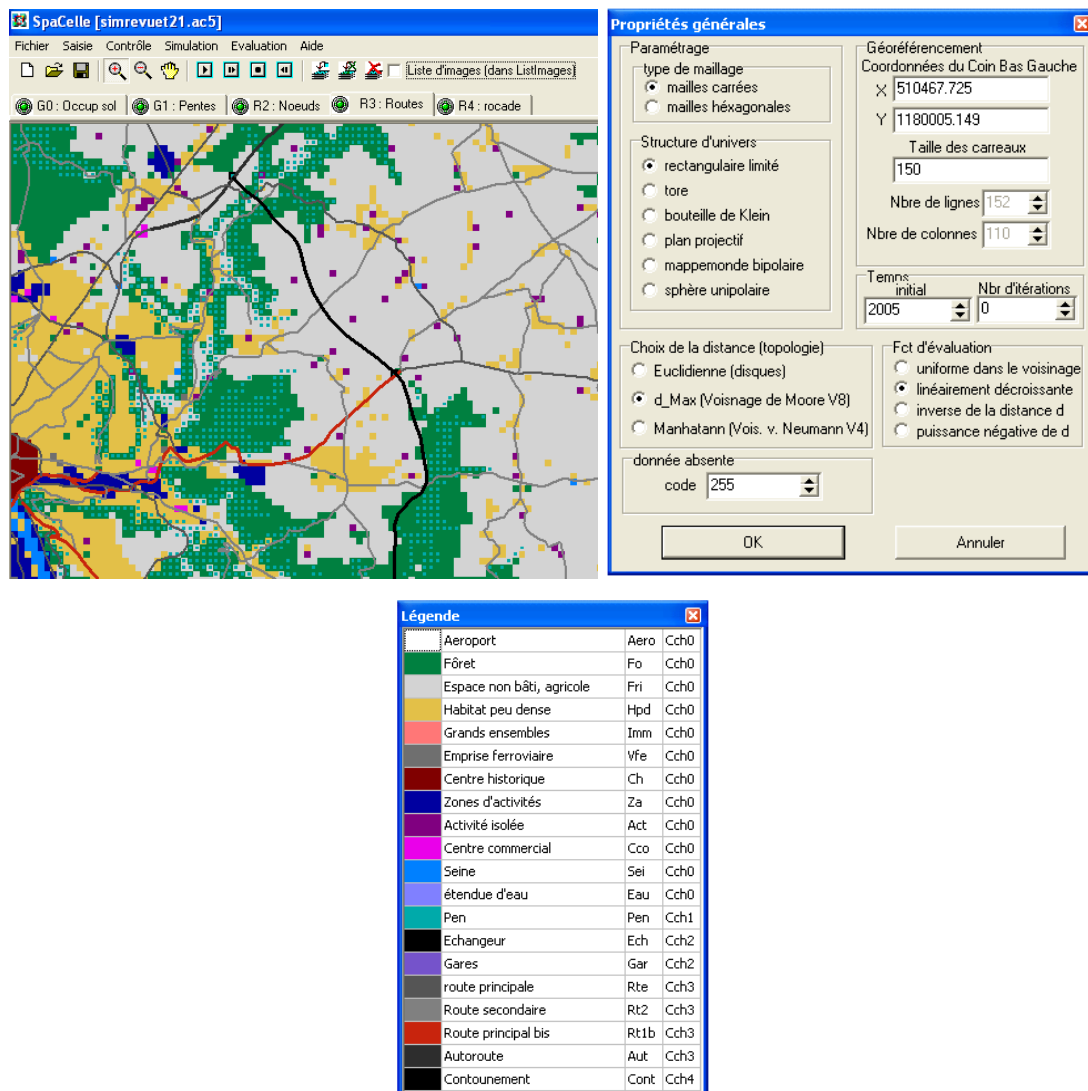 SpaCelle [simrevuet21.ac5]
Fichier Saisie Contrôle Simulation Evaluation Aide
Liste d'images (dans ListImages)
G0 : Occup sol G1 : Pentes R2 : Noeuds R3 : Routes R4 : rocade
Propriétés générales
Paramétrage
type de maillage
mailles carrées
mailles héxagonales
Structure d'univers
rectangulaire limité
tore
bouteille de Klein
plan projectif
mappemonde bipolaire
sphère unipolaire
Géoréférencement
Coordonnées du Coin Bas Gauche
X 510467.725
Y 1180005.149
Taille des carreaux
150
Nbre de lignes 152
Nbre de colonnes 110
Temps
initial Nbr d'itérations
2005 0
Choix de la distance (topologie)
Euclidienne (disques)
d_Max (Voisnage de Moore V8)
Manhatann (Vois. v. Neumann V4)
Fct d'évaluation
uniforme dans le voisinage
linéairement décroissante
inverse de la distance d
puissance négative de d
donnée absente
code 255
OK Annuler
Légende
Aeroport Aero Cch0
Fôret Fo Cch0
Espace non bâti, agricole Fri Cch0
Habitat peu dense Hpd Cch0
Grands ensembles Imm Cch0
Emprise ferroviaire Vfe Cch0
Centre historique Ch Cch0
Zones d'activités Za Cch0
Activité isolée Act Cch0
Centre commercial Cco Cch0
Seine Sei Cch0
étendue d'eau Eau Cch0
Pen Pen Cch1
Echangeur Ech Cch2
Gares Gar Cch2
route principale Rte Cch3
Route secondaire Rt2 Cch3
Route principal bis Rt1b Cch3
Autoroute Aut Cch3
Contounement Cont Cch4